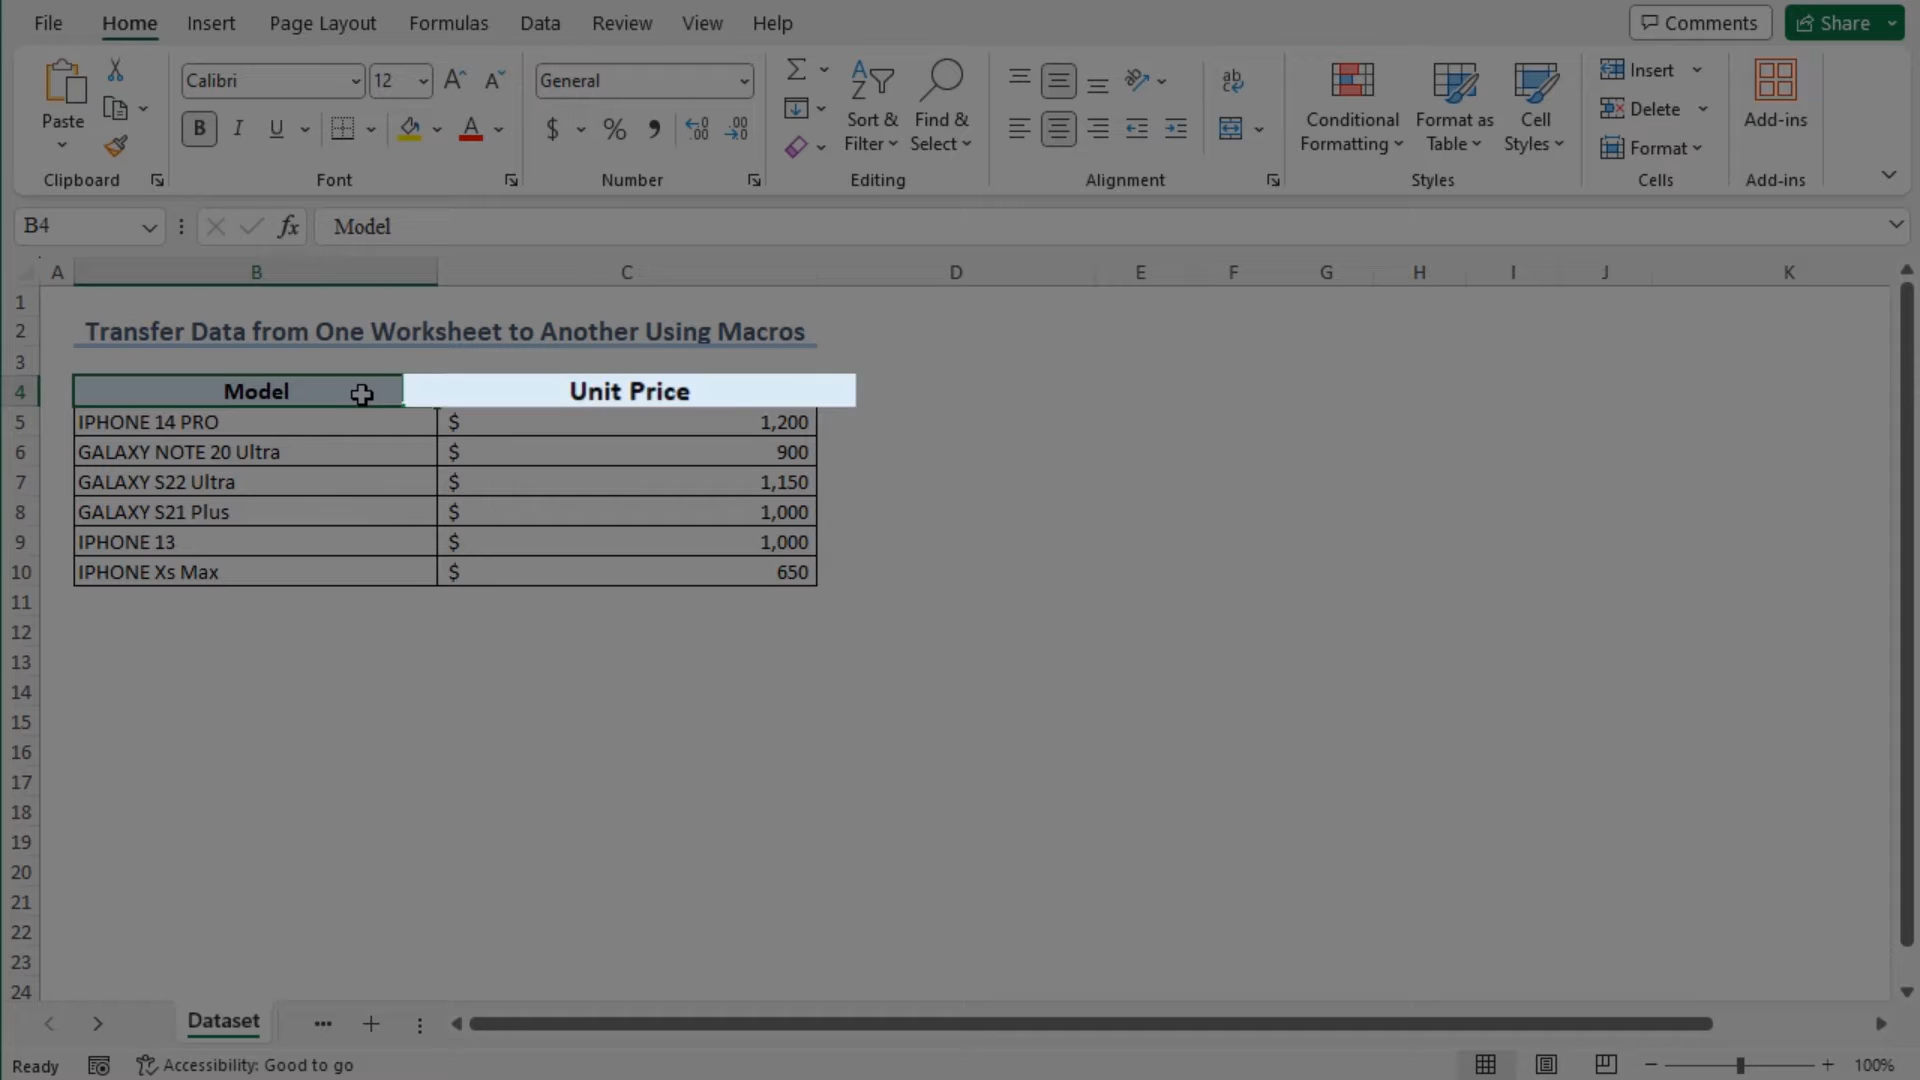 File Home Insert Page Layout Formulas Data Review View Help Comments Share
Paste Calibri 12 General Sort & Filter Find & Select ab c Conditional Formatting Format as Table Cell Styles Insert Delete Format Add-ins
B I U A $ % 9 .00 .00
Clipboard Font Number Editing Alignment Styles Cells Add-ins
B4 fx Model
A B C D E F G H I J K
1
2 Transfer Data from One Worksheet to Another Using Macros
3
4 Model Unit Price
5 IPHONE 14 PRO $ 1,200
6 GALAXY NOTE 20 Ultra $ 900
7 GALAXY S22 Ultra $ 1,150
8 GALAXY S21 Plus $ 1,000
9 IPHONE 13 $ 1,000
10 IPHONE Xs Max $ 650
11
12
13
14
15
16
17
18
19
20
21
22
23
24
Dataset ... +
Ready Accessibility: Good to go 100%